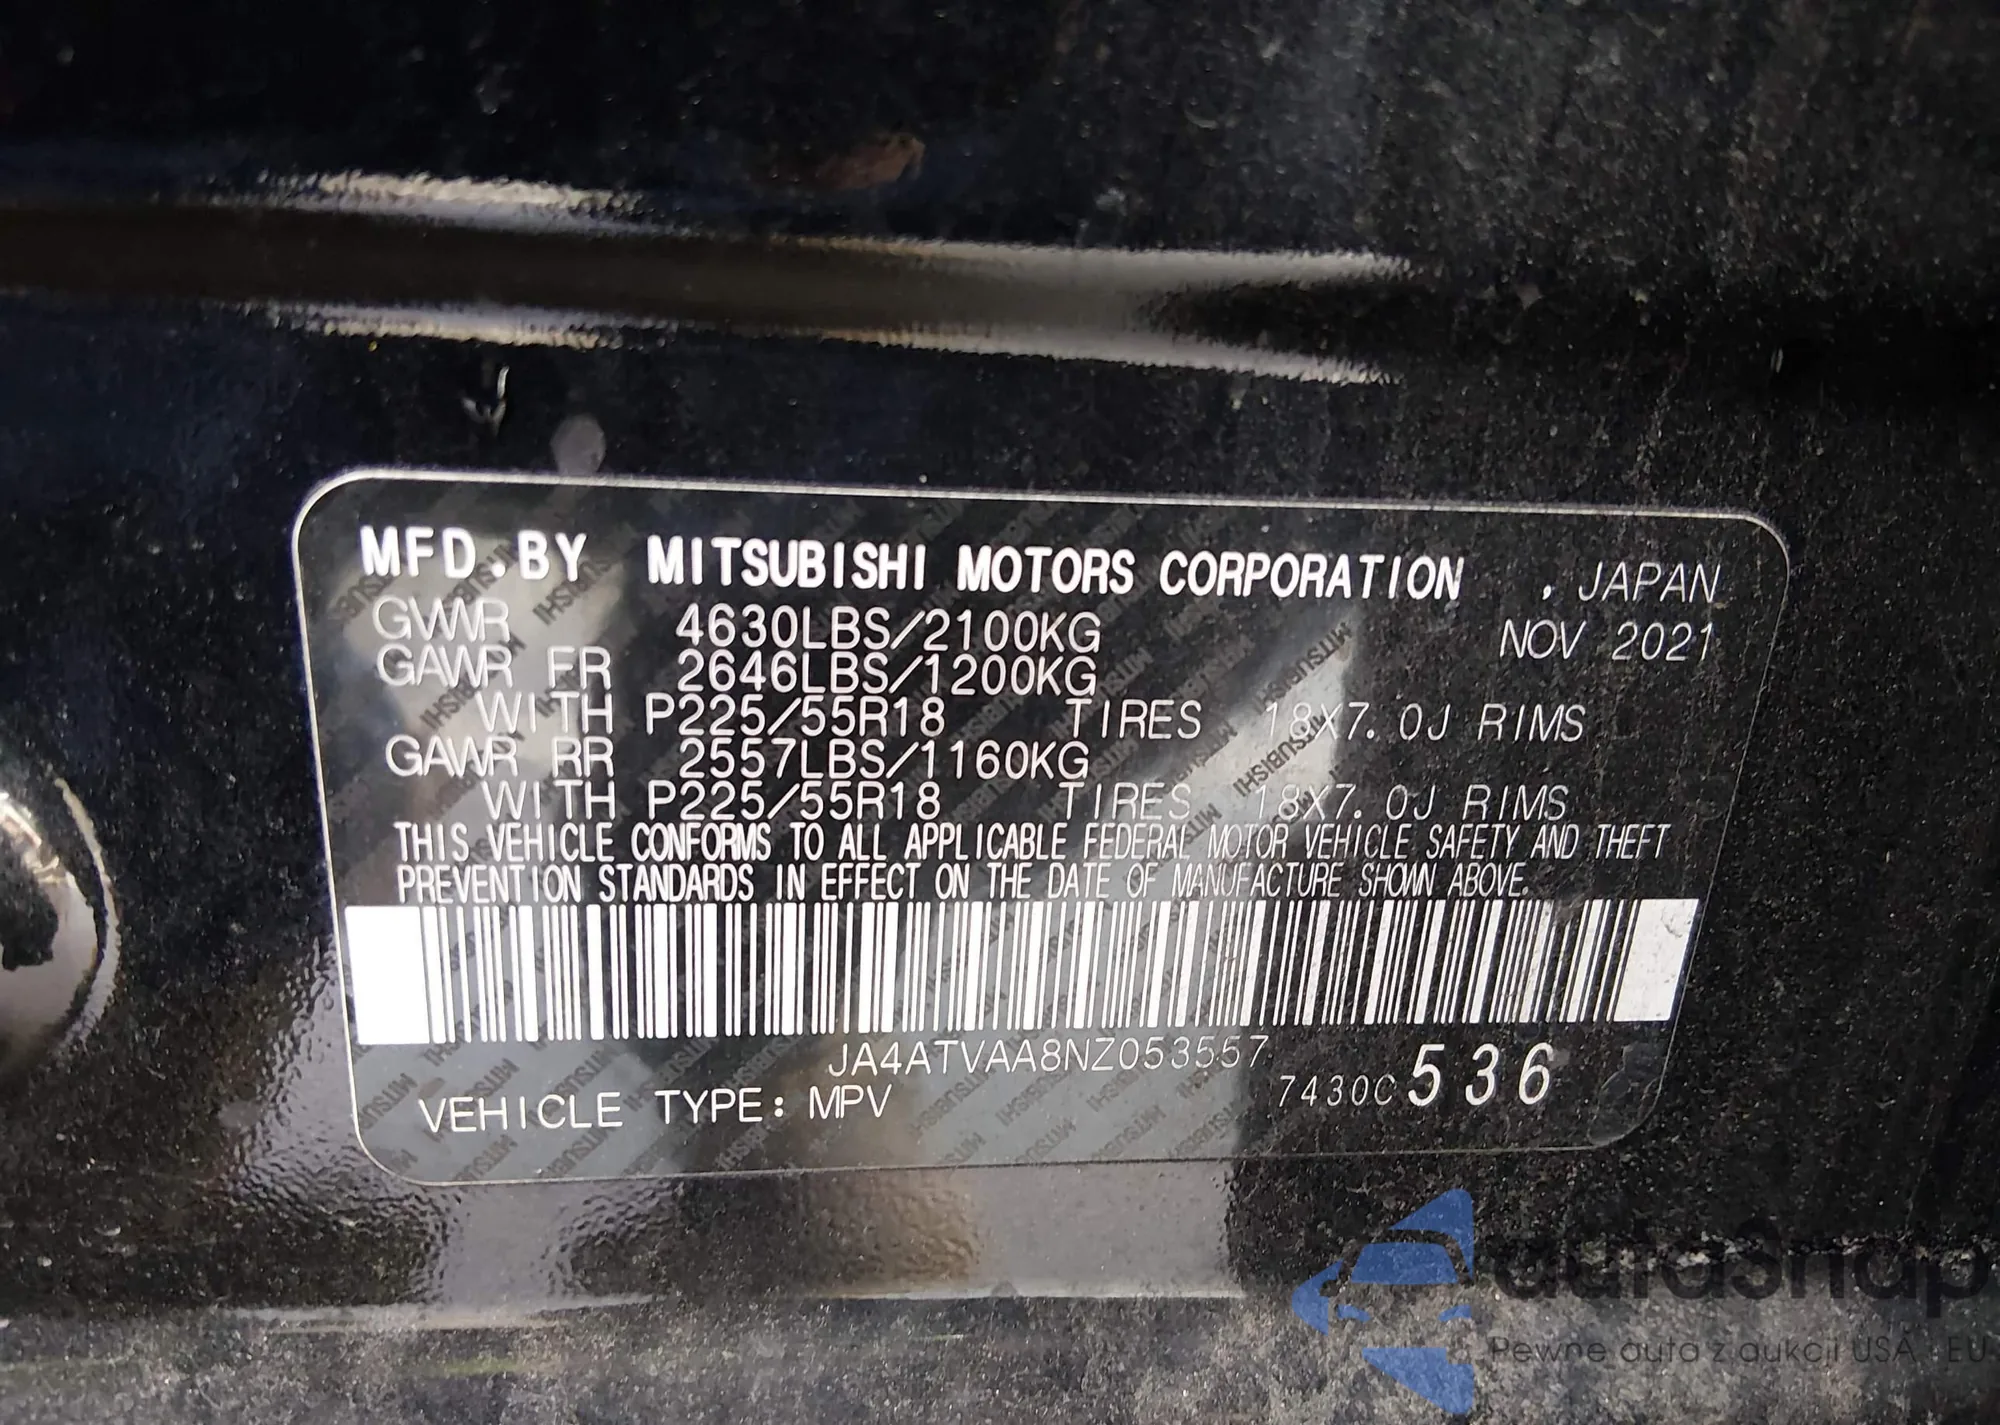 MFD.BY MITSUBISHI MOTORS CORPORATION . JAPAN
GVWR 4630LBS/2100KG NOV 2021
GAWR FR 2646LBS/1200KG
WITH P225/55R18 TIRES 18X7.0J RIMS
GAWR RR 2557LBS/1160KG
WITH P225/55R18 TIRES 18X7.0J RIMS
THIS VEHICLE CONFORMS TO ALL APPLICABLE FEDERAL MOTOR VEHICLE SAFETY AND THEFT
PREVENTION STANDARDS IN EFFECT ON THE DATE OF MANUFACTURE SHOWN ABOVE.
JA4ATVAA8NZ053557
VEHICLE TYPE: MPV 7430C536
autoSnap
Pewne auta z aukcji USA - EU